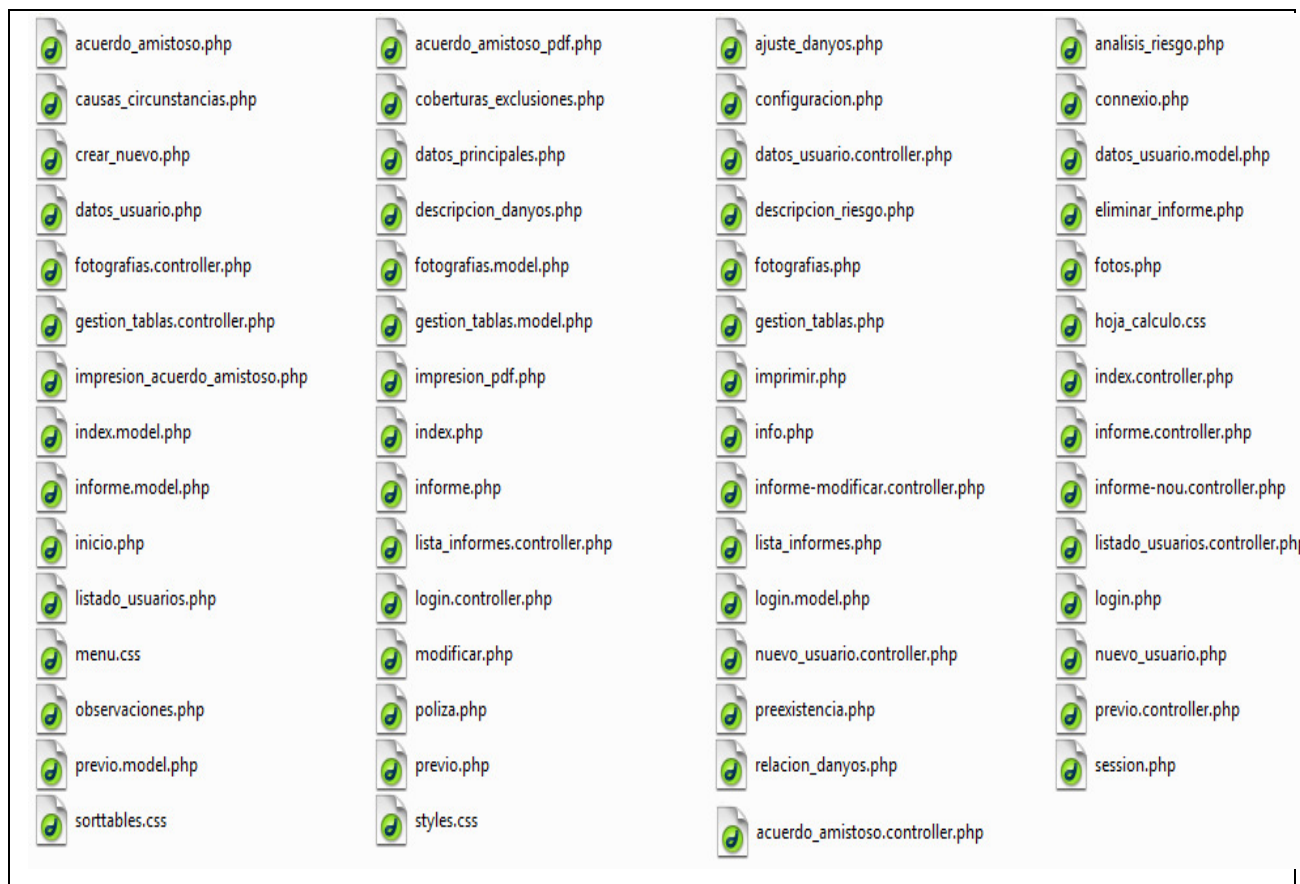 acuerdo_amistoso.php acuerdo_amistoso_pdf.php ajuste_danyos.php analisis_riesgo.php
causas_circunstancias.php coberturas_exclusiones.php configuracion.php connexio.php
crear_nuevo.php datos_principales.php datos_usuario.controller.php datos_usuario.model.php
datos_usuario.php descripcion_danyos.php descripcion_riesgo.php eliminar_informe.php
fotografias.controller.php fotografias.model.php fotografias.php fotos.php
gestion_tablas.controller.php gestion_tablas.model.php gestion_tablas.php hoja_calculo.css
impresion_acuerdo_amistoso.php impresion_pdf.php imprimir.php index.controller.php
index.model.php index.php info.php informe.controller.php
informe.model.php informe.php informe-modificar.controller.php informe-nou.controller.php
inicio.php lista_informes.controller.php lista_informes.php listado_usuarios.controller.ph
listado_usuarios.php login.controller.php login.model.php login.php
menu.css modificar.php nuevo_usuario.controller.php nuevo_usuario.php
observaciones.php poliza.php preexistencia.php previo.controller.php
previo.model.php previo.php relacion_danyos.php session.php
sorttables.css styles.css acuerdo_amistoso.controller.php